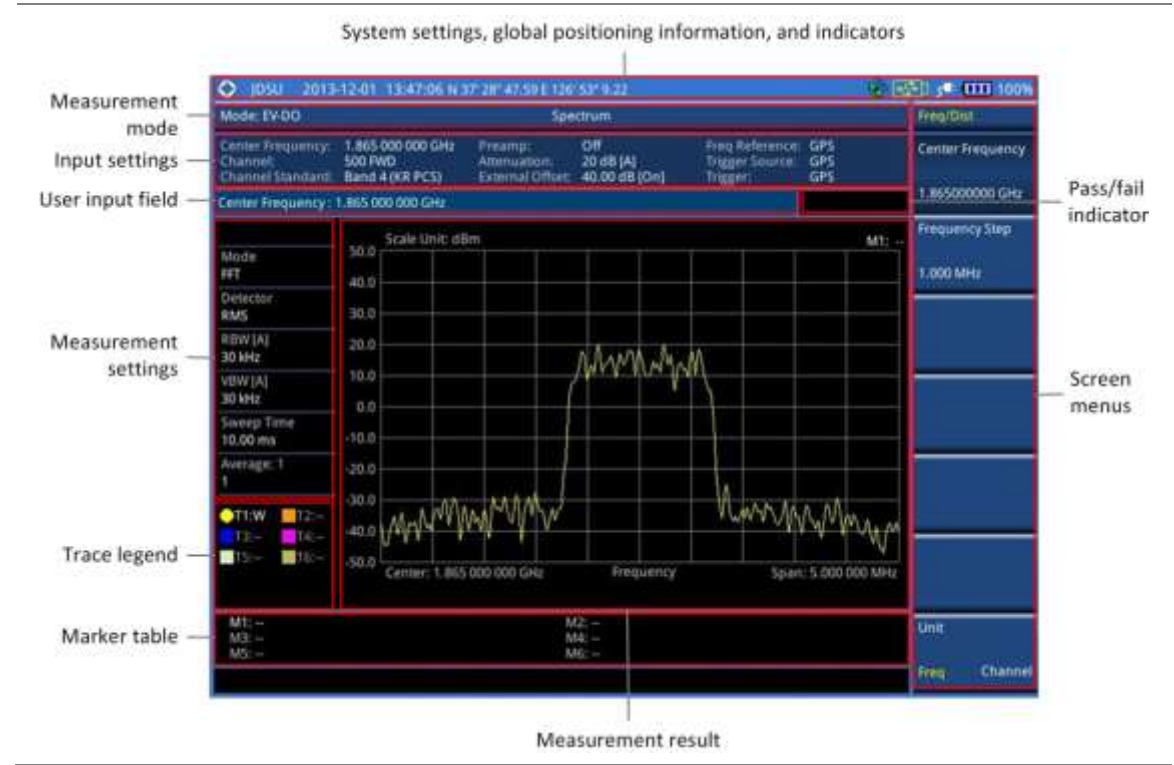 System settings, global positioning information, and indicators
JDSU 2013-12-01 13:47:06 N 37° 28" 47.59 E 126° 53" 9.22 100%
Measurement
mode
Mode: EV-DO Spectrum Freq/Dist
Input settings
Center Frequency: 1.865 000 000 GHz Preamp: Off Freq Reference: GPS
Channel: 500 FWD Attenuation: 20 dB [A] Trigger Source: GPS
Channel Standard: Band 4 (KR PCS) External Offset: 40.00 dB [On] Trigger: GPS
Center Frequency
1.865000000 GHz
User input field
Center Frequency : 1.865 000 000 GHz
Pass/fail
indicator
Frequency Step
1.000 MHz
Measurement
settings
Mode
FFT
Detector
RMS
RBW [A]
30 kHz
VBW [A]
30 kHz
Sweep Time
10.00 ms
Average: 1
1
Scale Unit: dBm M1: --
50.0
40.0
30.0
20.0
10.0
0.0
-10.0
-20.0
-30.0
-40.0
-50.0
Center: 1.865 000 000 GHz Frequency Span: 5.000 000 MHz
Screen
menus
Trace legend
T1:W T2:--
T3:-- T4:--
T5:-- T6:--
Marker table
M1: -- M2: --
M3: -- M4: --
M5: -- M6: --
Unit
Freq Channel
Measurement result